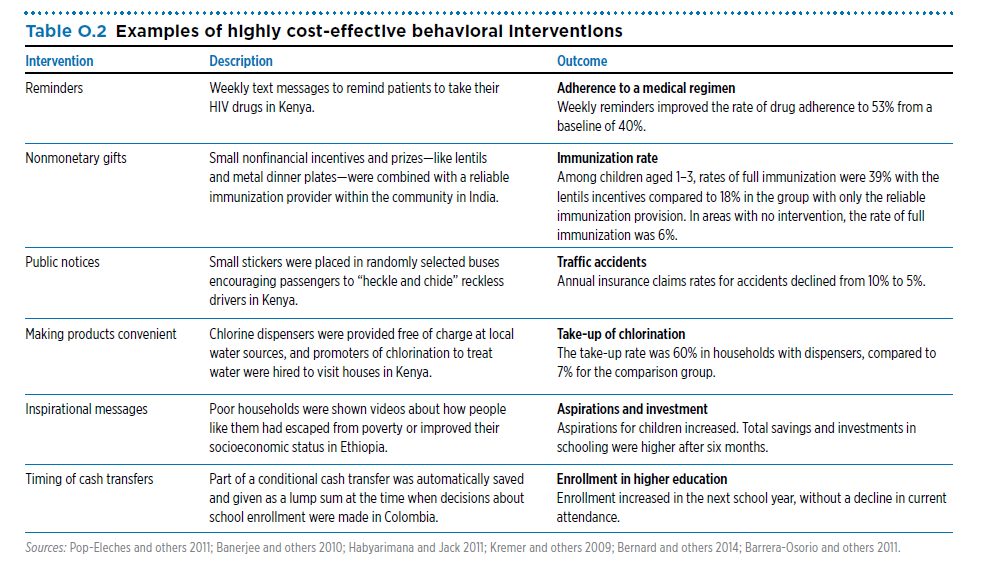 Table O.2 Examples of highly cost-effective behavioral interventions
Intervention Description Outcome
Reminders
Weekly text messages to remind patients to take their
HIV drugs in Kenya.
Adherence to a medical regimen
Weekly reminders improved the rate of drug adherence to 53% from a
baseline of 40%.
Nonmonetary gifts
Small nonfinancial incentives and prizes—like lentils
and metal dinner plates—were combined with a reliable
immunization provider within the community in India.
Immunization rate
Among children aged 1–3, rates of full immunization were 39% with the
lentils incentives compared to 18% in the group with only the reliable
immunization provision. In areas with no intervention, the rate of full
immunization was 6%.
Public notices
Small stickers were placed in randomly selected buses
encouraging passengers to “heckle and chide” reckless
drivers in Kenya.
Traffic accidents
Annual insurance claims rates for accidents declined from 10% to 5%.
Making products convenient
Chlorine dispensers were provided free of charge at local
water sources, and promoters of chlorination to treat
water were hired to visit houses in Kenya.
Take-up of chlorination
The take-up rate was 60% in households with dispensers, compared to
7% for the comparison group.
Inspirational messages
Poor households were shown videos about how people
like them had escaped from poverty or improved their
socioeconomic status in Ethiopia.
Aspirations and investment
Aspirations for children increased. Total savings and investments in
schooling were higher after six months.
Timing of cash transfers
Part of a conditional cash transfer was automatically saved
and given as a lump sum at the time when decisions about
school enrollment were made in Colombia.
Enrollment in higher education
Enrollment increased in the next school year, without a decline in current
attendance.
Sources: Pop-Eleches and others 2011; Banerjee and others 2010; Habyarimana and Jack 2011; Kremer and others 2009; Bernard and others 2014; Barrera-Osorio and others 2011.